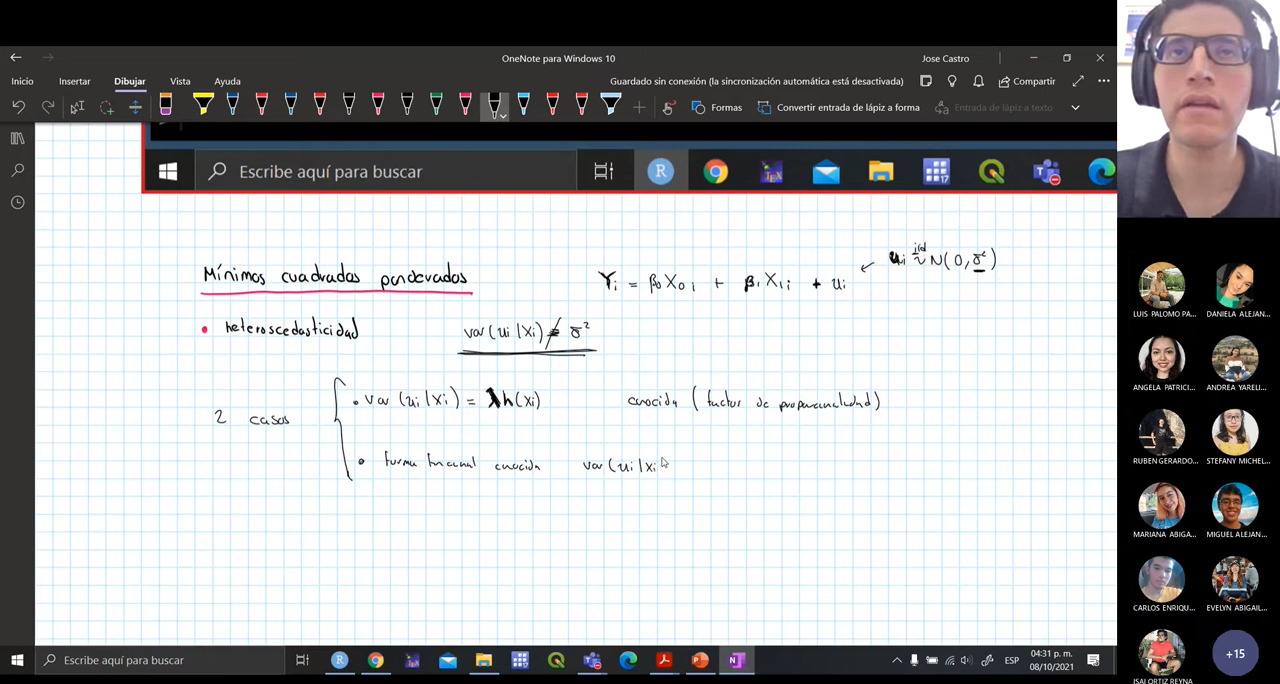 OneNote para Windows 10
Jose Castro
Inicio Insertar Dibujar Vista Ayuda
Guardado sin conexión (la sincronización automática está desactivada)
Compartir
Formas
Convertir entrada de lápiz a forma
Entrada de lápiz a texto
Escribe aquí para buscar
Mínimos cuadrados ponderados
Yi = β0 X0i + β1 X1i + ui
ui iid ~ N(0, σ²)
• heteroscedasticidad
var(ui|xi) ≠ σ²
2 casos
• var(ui|xi) = λh(xi)
conocida (factor de proporcionalidad)
• forma funcional conocida var(ui|xi
LUIS PALOMO PA...
DANIELA ALEJAN...
ANGELA PATRICI...
ANDREA YARELI...
RUBEN GERARDO...
STEFANY MICHEL...
MARIANA ABIGA...
MIGUEL ALEJAN...
CARLOS ENRIQU...
EVELYN ABIGAIL...
ISAI ORTIZ REYNA
+15
Escribe aquí para buscar
ESP
04:31 p. m.
08/10/2021